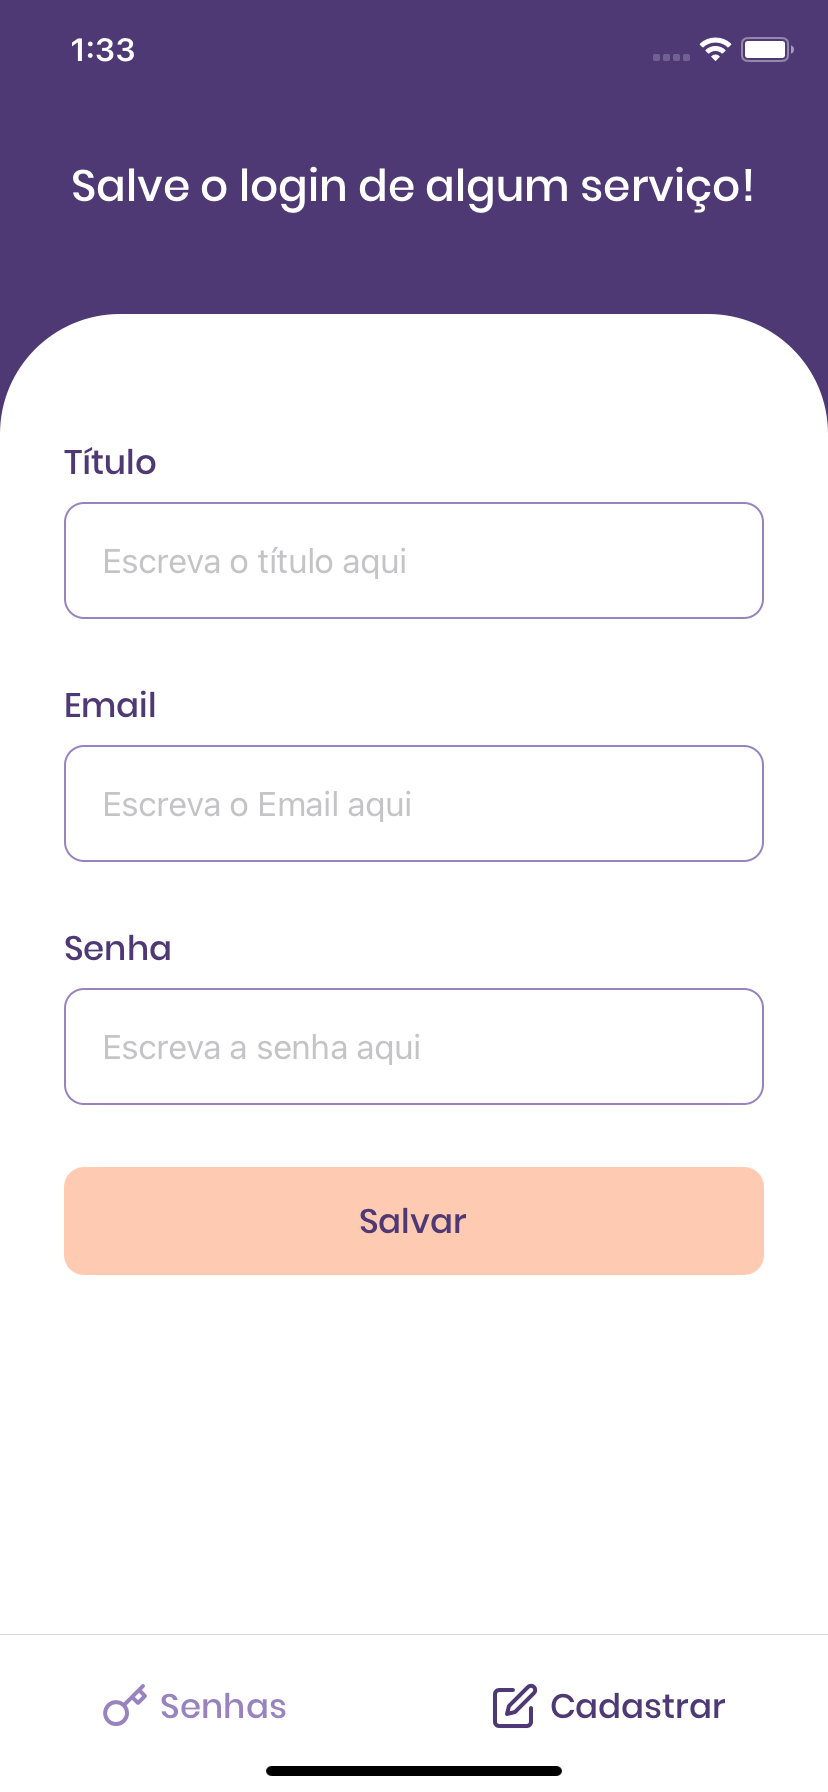 1:33
Salve o login de algum serviço!
Título
Escreva o título aqui
Email
Escreva o Email aqui
Senha
Escreva a senha aqui
Salvar
Senhas
Cadastrar